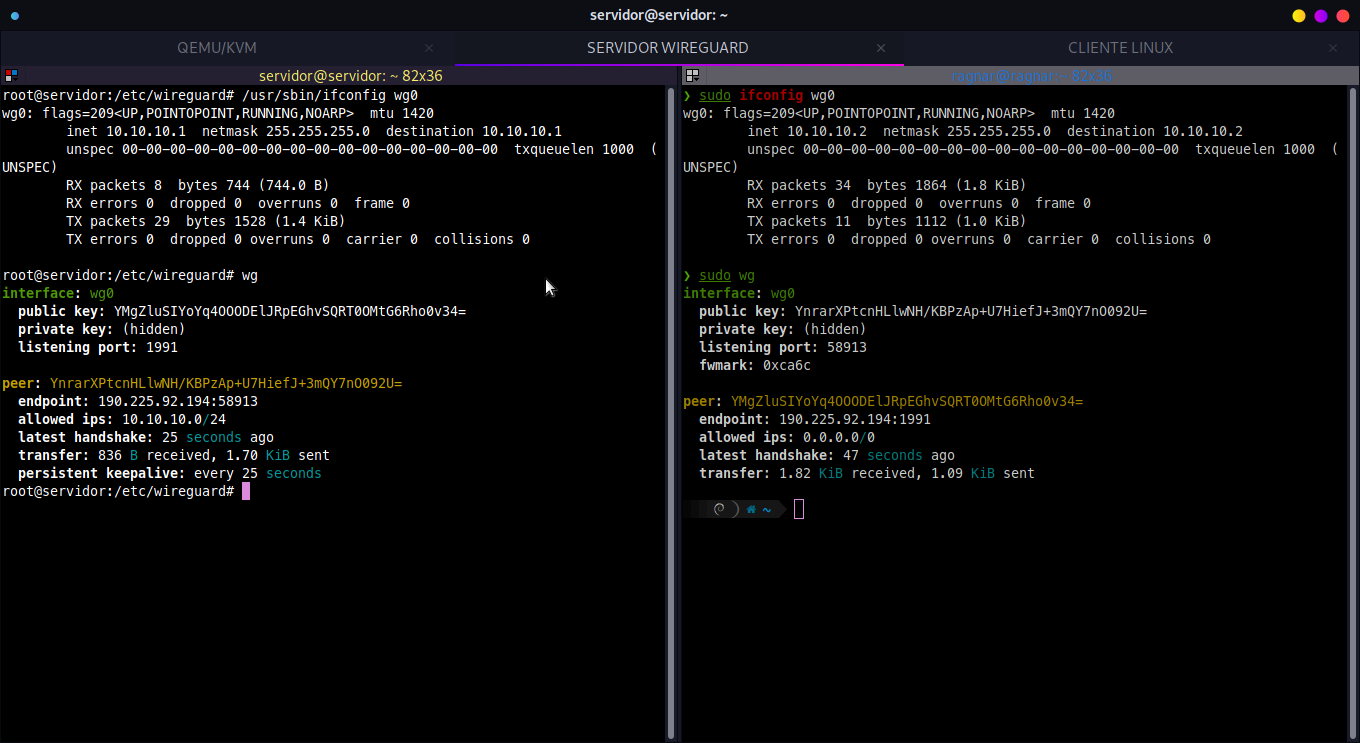 servidor@servidor: ~
QEMU/KVM
SERVIDOR WIREGUARD
CLIENTE LINUX
servidor@servidor: ~ 82x36
root@servidor:/etc/wireguard# /usr/sbin/ifconfig wg0
wg0: flags=209<UP,POINTOPOINT,RUNNING,NOARP>  mtu 1420
        inet 10.10.10.1  netmask 255.255.255.0  destination 10.10.10.1
        unspec 00-00-00-00-00-00-00-00-00-00-00-00-00-00-00-00  txqueuelen 1000  (
UNSPEC)
        RX packets 8  bytes 744 (744.0 B)
        RX errors 0  dropped 0  overruns 0  frame 0
        TX packets 29  bytes 1528 (1.4 KiB)
        TX errors 0  dropped 0 overruns 0  carrier 0  collisions 0
root@servidor:/etc/wireguard# wg
interface: wg0
  public key: YMgZluSIYoYq4OOODElJRpEGhvSQRT0OMtG6Rho0v34=
  private key: (hidden)
  listening port: 1991
peer: YnrarXPtcnHLlwNH/KBPzAp+U7HiefJ+3mQY7nO092U=
  endpoint: 190.225.92.194:58913
  allowed ips: 10.10.10.0/24
  latest handshake: 25 seconds ago
  transfer: 836 B received, 1.70 KiB sent
  persistent keepalive: every 25 seconds
root@servidor:/etc/wireguard#
ragnar@ragnar:~ 82x36
❯ sudo ifconfig wg0
wg0: flags=209<UP,POINTOPOINT,RUNNING,NOARP>  mtu 1420
        inet 10.10.10.2  netmask 255.255.255.0  destination 10.10.10.2
        unspec 00-00-00-00-00-00-00-00-00-00-00-00-00-00-00-00  txqueuelen 1000  (
UNSPEC)
        RX packets 34  bytes 1864 (1.8 KiB)
        RX errors 0  dropped 0  overruns 0  frame 0
        TX packets 11  bytes 1112 (1.0 KiB)
        TX errors 0  dropped 0 overruns 0  carrier 0  collisions 0
❯ sudo wg
interface: wg0
  public key: YnrarXPtcnHLlwNH/KBPzAp+U7HiefJ+3mQY7nO092U=
  private key: (hidden)
  listening port: 58913
  fwmark: 0xca6c
peer: YMgZluSIYoYq4OOODElJRpEGhvSQRT0OMtG6Rho0v34=
  endpoint: 190.225.92.194:1991
  allowed ips: 0.0.0.0/0
  latest handshake: 47 seconds ago
  transfer: 1.82 KiB received, 1.09 KiB sent
~